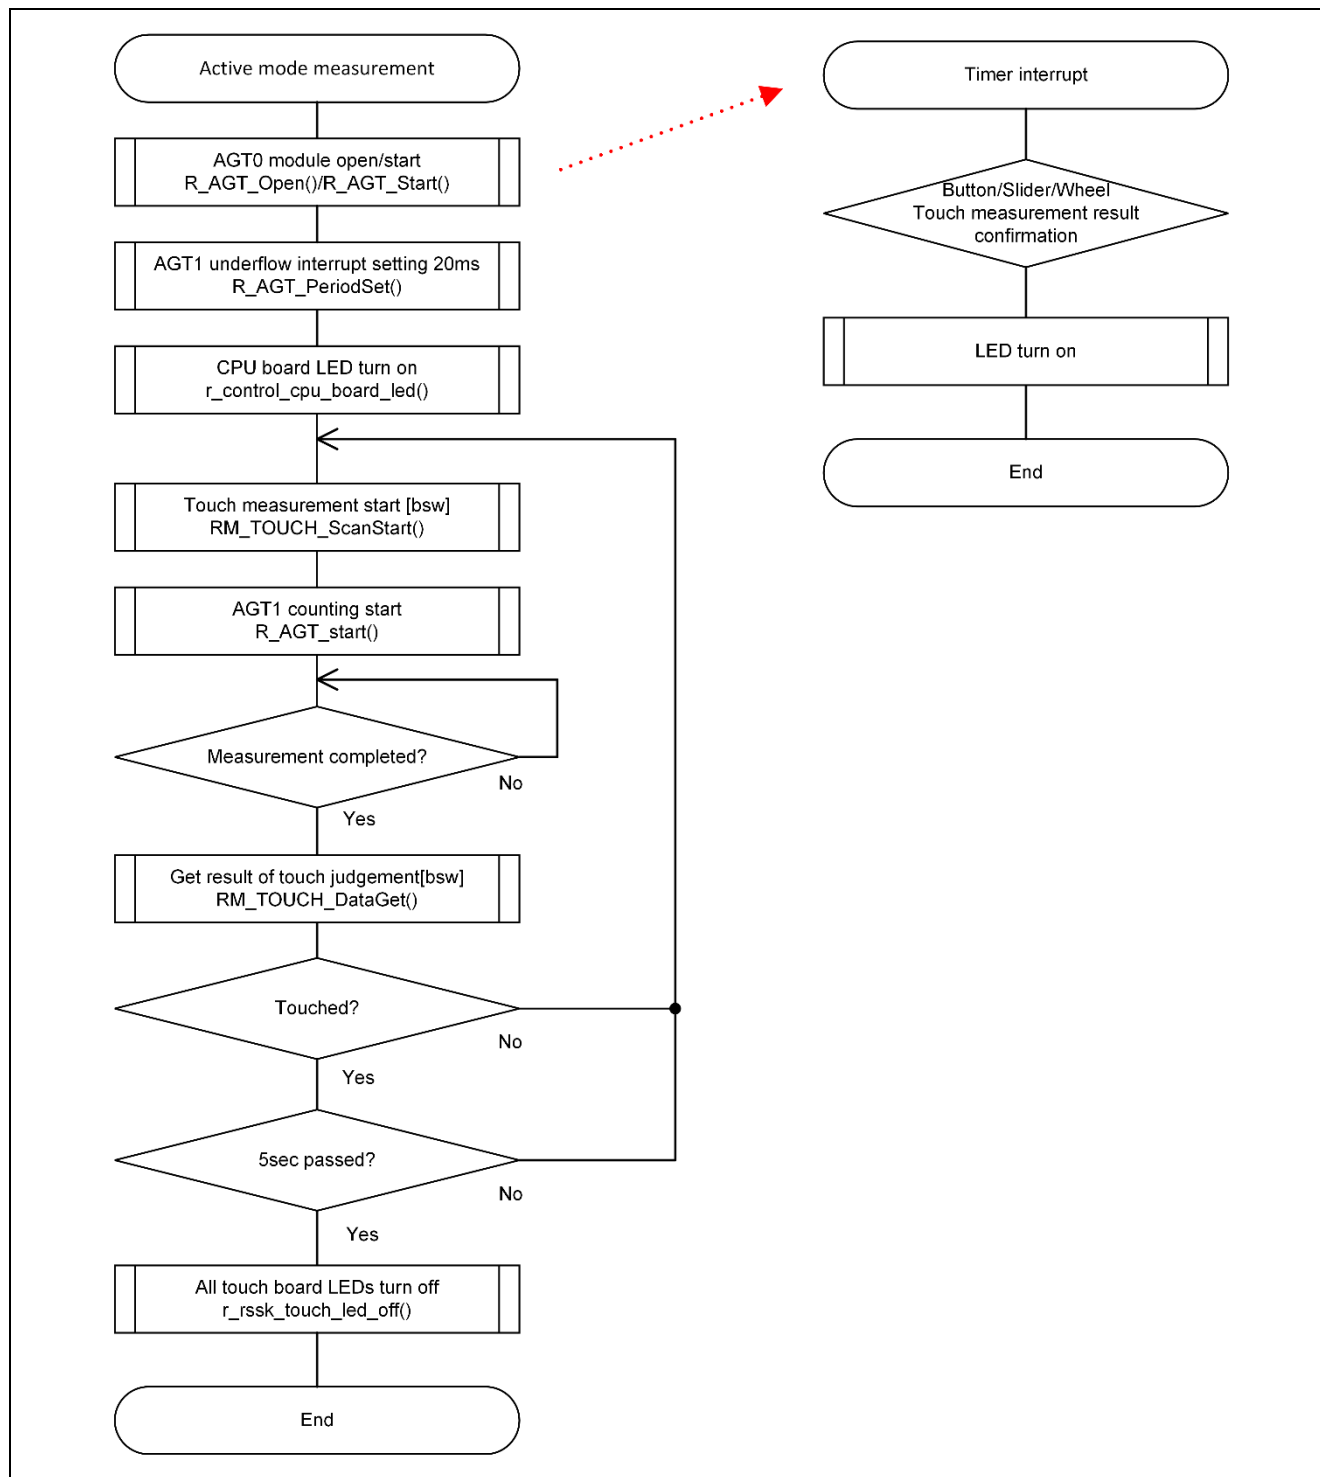 Active mode measurement
AGT0 module open/start
R_AGT_Open()/R_AGT_Start()
AGT1 underflow interrupt setting 20ms
R_AGT_PeriodSet()
CPU board LED turn on
r_control_cpu_board_led()
Touch measurement start [bsw]
RM_TOUCH_ScanStart()
AGT1 counting start
R_AGT_start()
Measurement completed?
No
Yes
Get result of touch judgement[bsw]
RM_TOUCH_DataGet()
Touched?
No
Yes
5sec passed?
No
Yes
All touch board LEDs turn off
r_rssk_touch_led_off()
End
Timer interrupt
Button/Slider/Wheel
Touch measurement result
confirmation
LED turn on
End